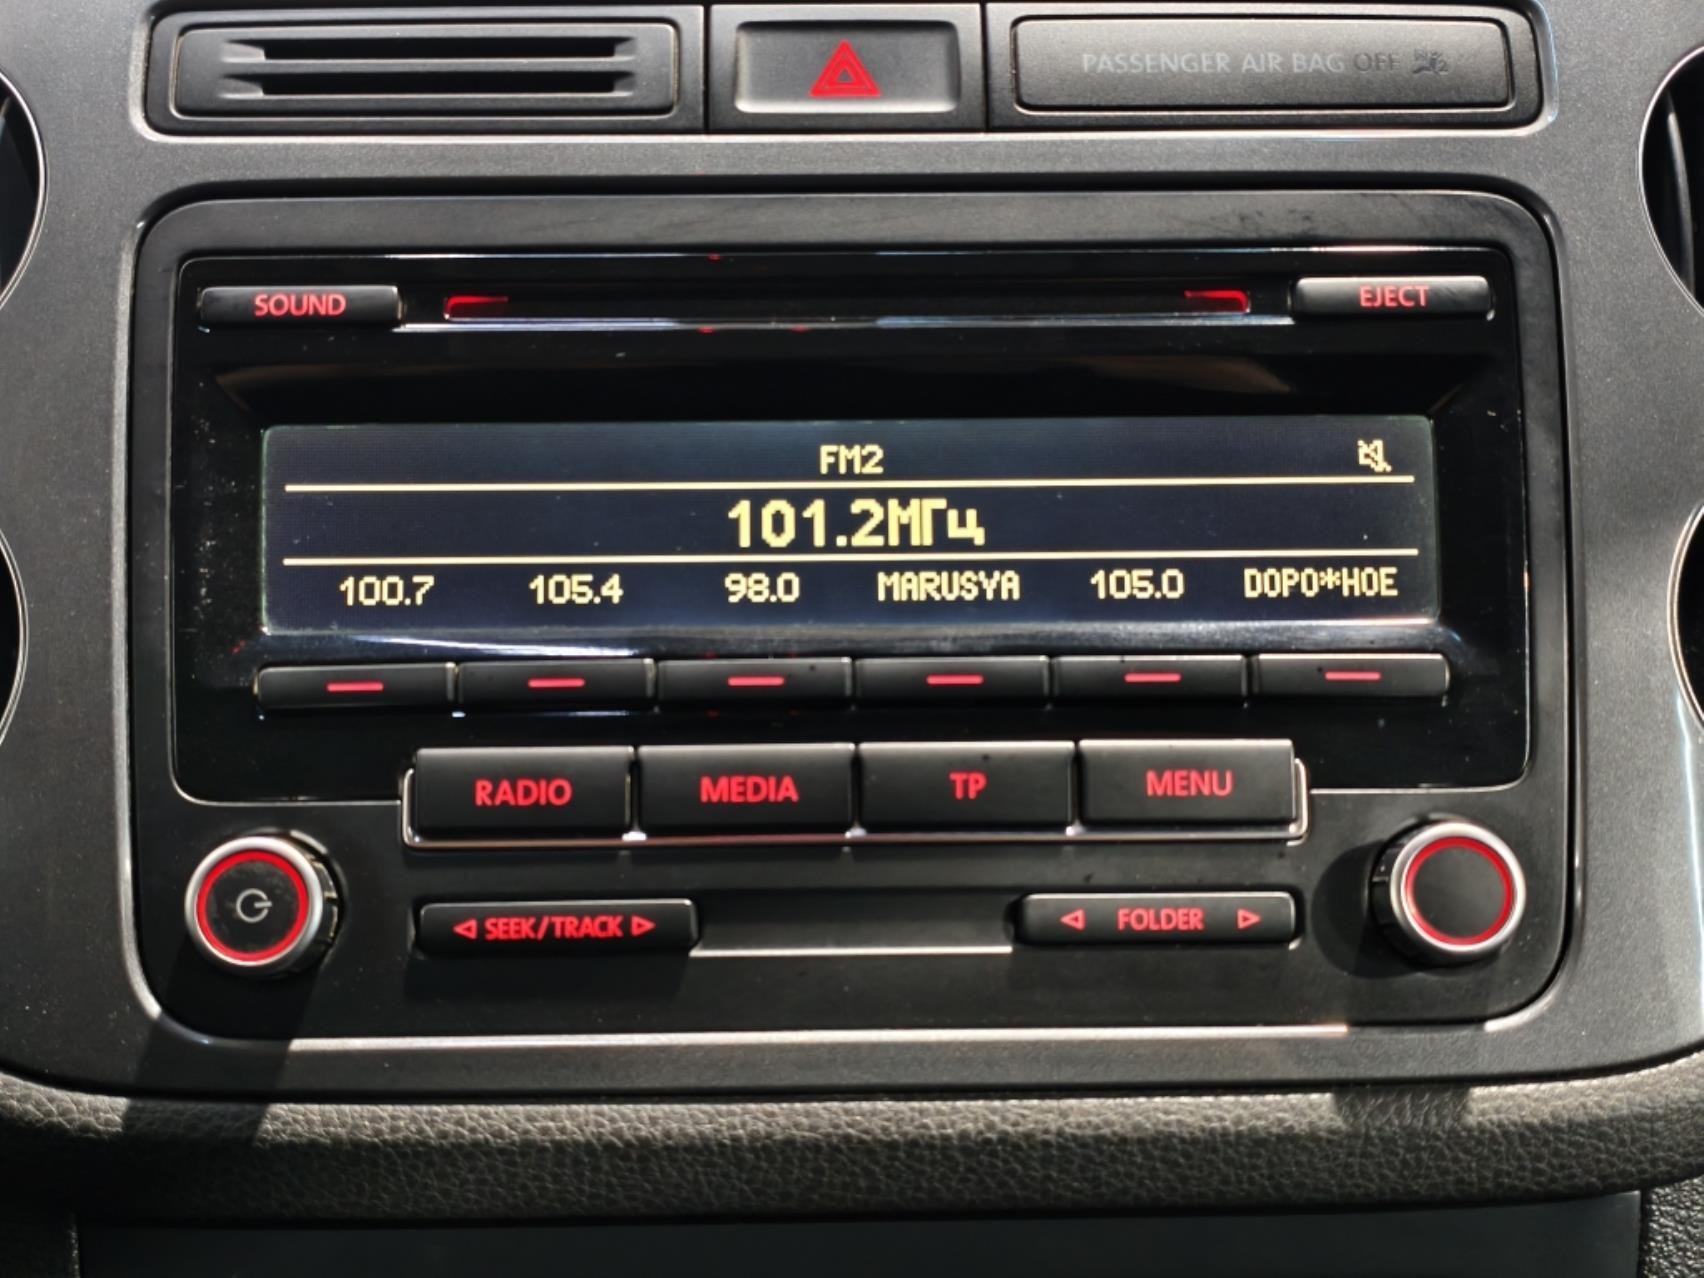 PASSENGER AIR BAG OFF
SOUND
EJECT
FM2
101.2МГц
100.7 105.4 98.0 MARUSYA 105.0 DOPO*HOE
RADIO MEDIA TP MENU
SEEK/TRACK FOLDER